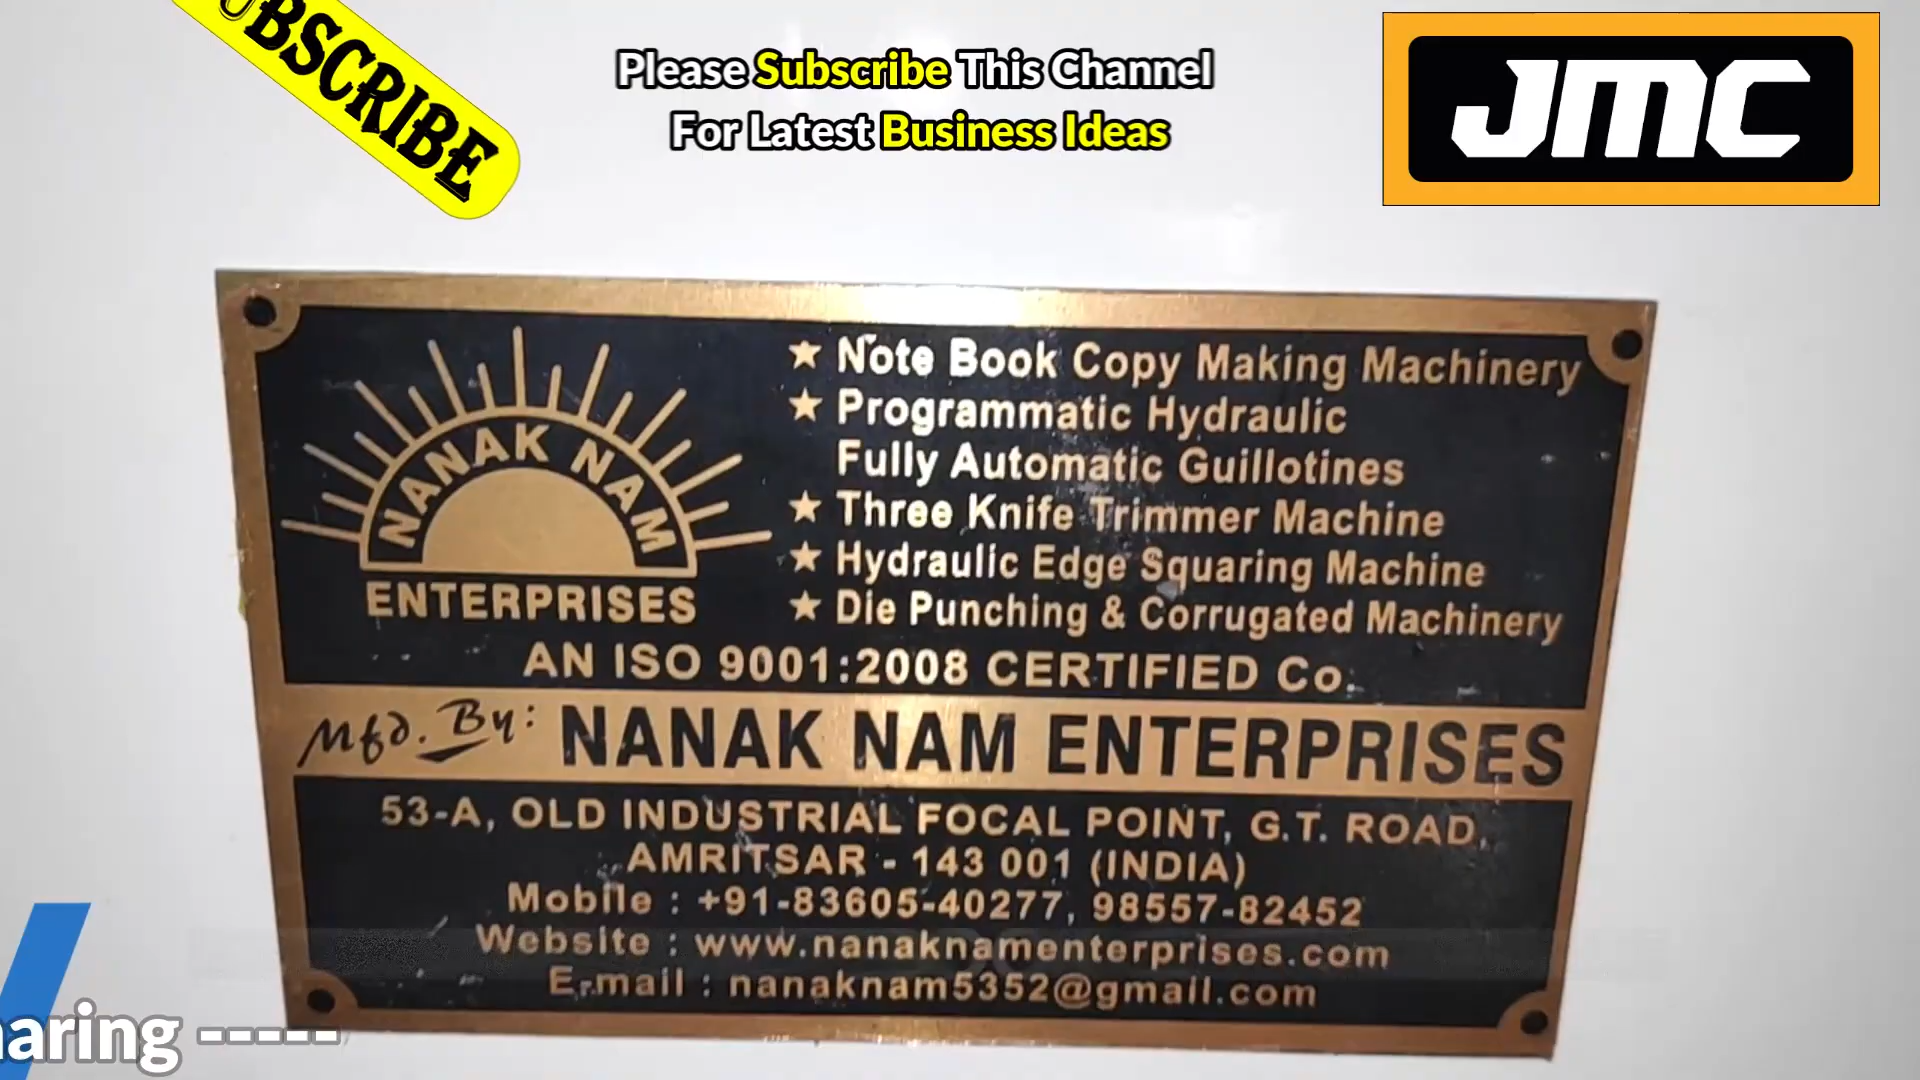 Please Subscribe This Channel
For Latest Business Ideas
JMC
NANAK NAM
ENTERPRISES
★ Note Book Copy Making Machinery
★ Programmatic Hydraulic
Fully Automatic Guillotines
★ Three Knife Trimmer Machine
★ Hydraulic Edge Squaring Machine
★ Die Punching & Corrugated Machinery
AN ISO 9001:2008 CERTIFIED Co.
Mfd. By: NANAK NAM ENTERPRISES
53-A, OLD INDUSTRIAL FOCAL POINT, G.T. ROAD,
AMRITSAR - 143 001 (INDIA)
Mobile : +91-83605-40277, 98557-82452
Website : www.nanaknamenterprises.com
E-mail : nanaknam5352@gmail.com
-----